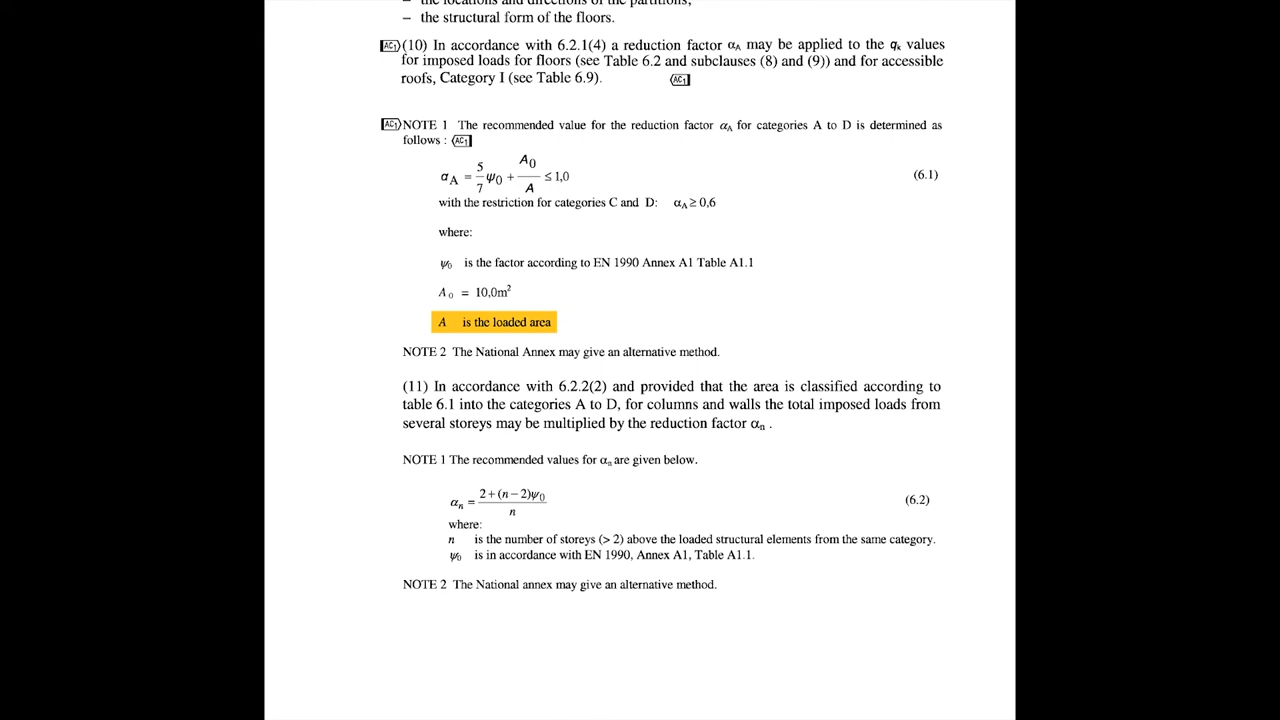 – the locations and directions of the partitions,
– the structural form of the floors.
AC1 (10) In accordance with 6.2.1(4) a reduction factor αA may be applied to the qk values
for imposed loads for floors (see Table 6.2 and subclauses (8) and (9)) and for accessible
roofs, Category I (see Table 6.9). AC1
AC1 NOTE 1 The recommended value for the reduction factor αA for categories A to D is determined as
follows : AC1
αA = 5/7 ψ0 + A0/A ≤ 1,0 (6.1)
with the restriction for categories C and D: αA ≥ 0,6
where:
ψ0 is the factor according to EN 1990 Annex A1 Table A1.1
A0 = 10,0m²
A is the loaded area
NOTE 2 The National Annex may give an alternative method.
(11) In accordance with 6.2.2(2) and provided that the area is classified according to
table 6.1 into the categories A to D, for columns and walls the total imposed loads from
several storeys may be multiplied by the reduction factor αn .
NOTE 1 The recommended values for αn are given below.
αn = 2 + (n − 2)ψ0 / n (6.2)
where:
n is the number of storeys (> 2) above the loaded structural elements from the same category.
ψ0 is in accordance with EN 1990, Annex A1, Table A1.1.
NOTE 2 The National annex may give an alternative method.